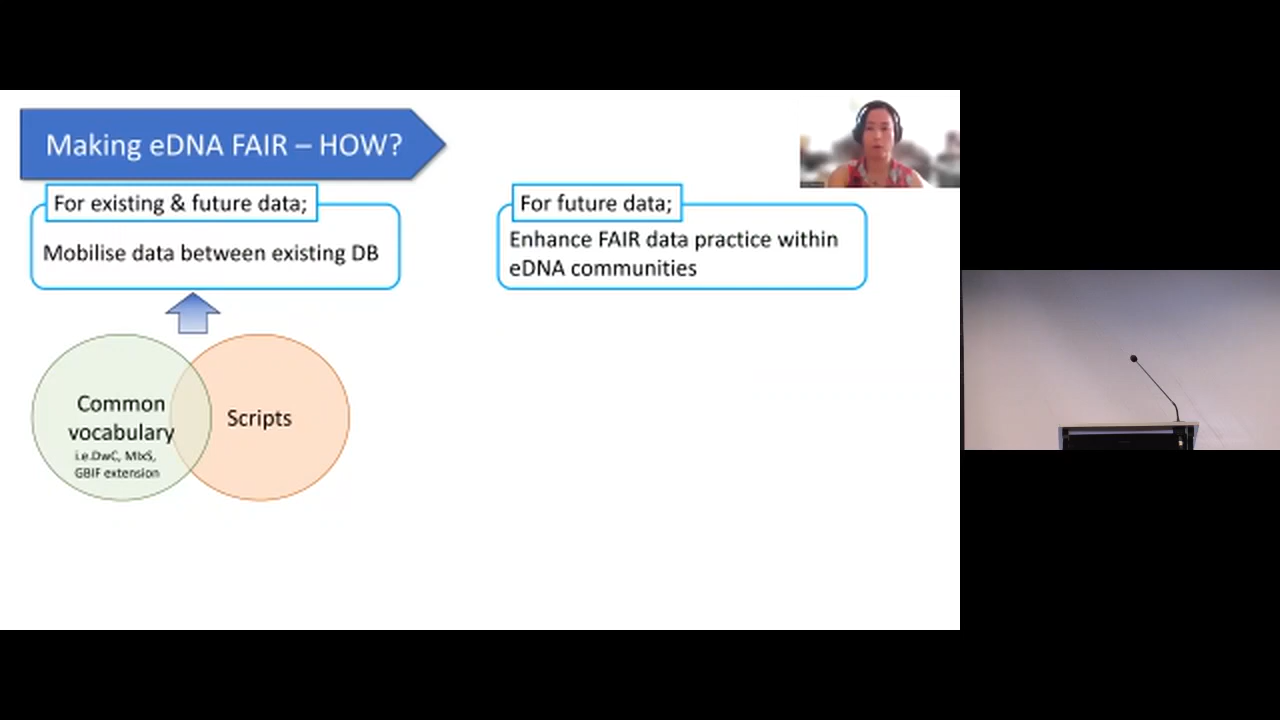 Making eDNA FAIR – HOW?
For existing & future data;
Mobilise data between existing DB
For future data;
Enhance FAIR data practice within
eDNA communities
Common
vocabulary
i.e.DwC, MIxS,
GBIF extension
Scripts